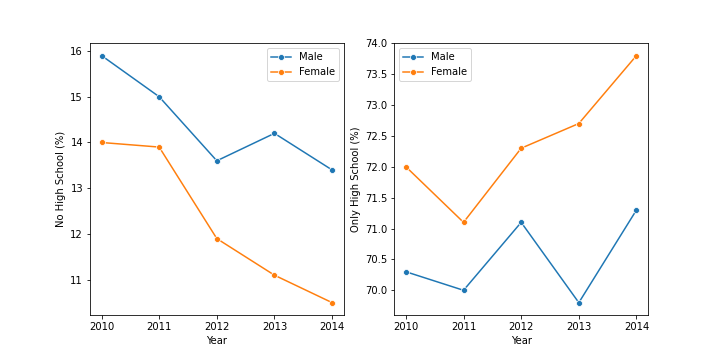 No High School (%)
16
15
14
13
12
11
Male
Female
2010 2011 2012 2013 2014
Year
Only High School (%)
74.0
73.5
73.0
72.5
72.0
71.5
71.0
70.5
70.0
Male
Female
2010 2011 2012 2013 2014
Year